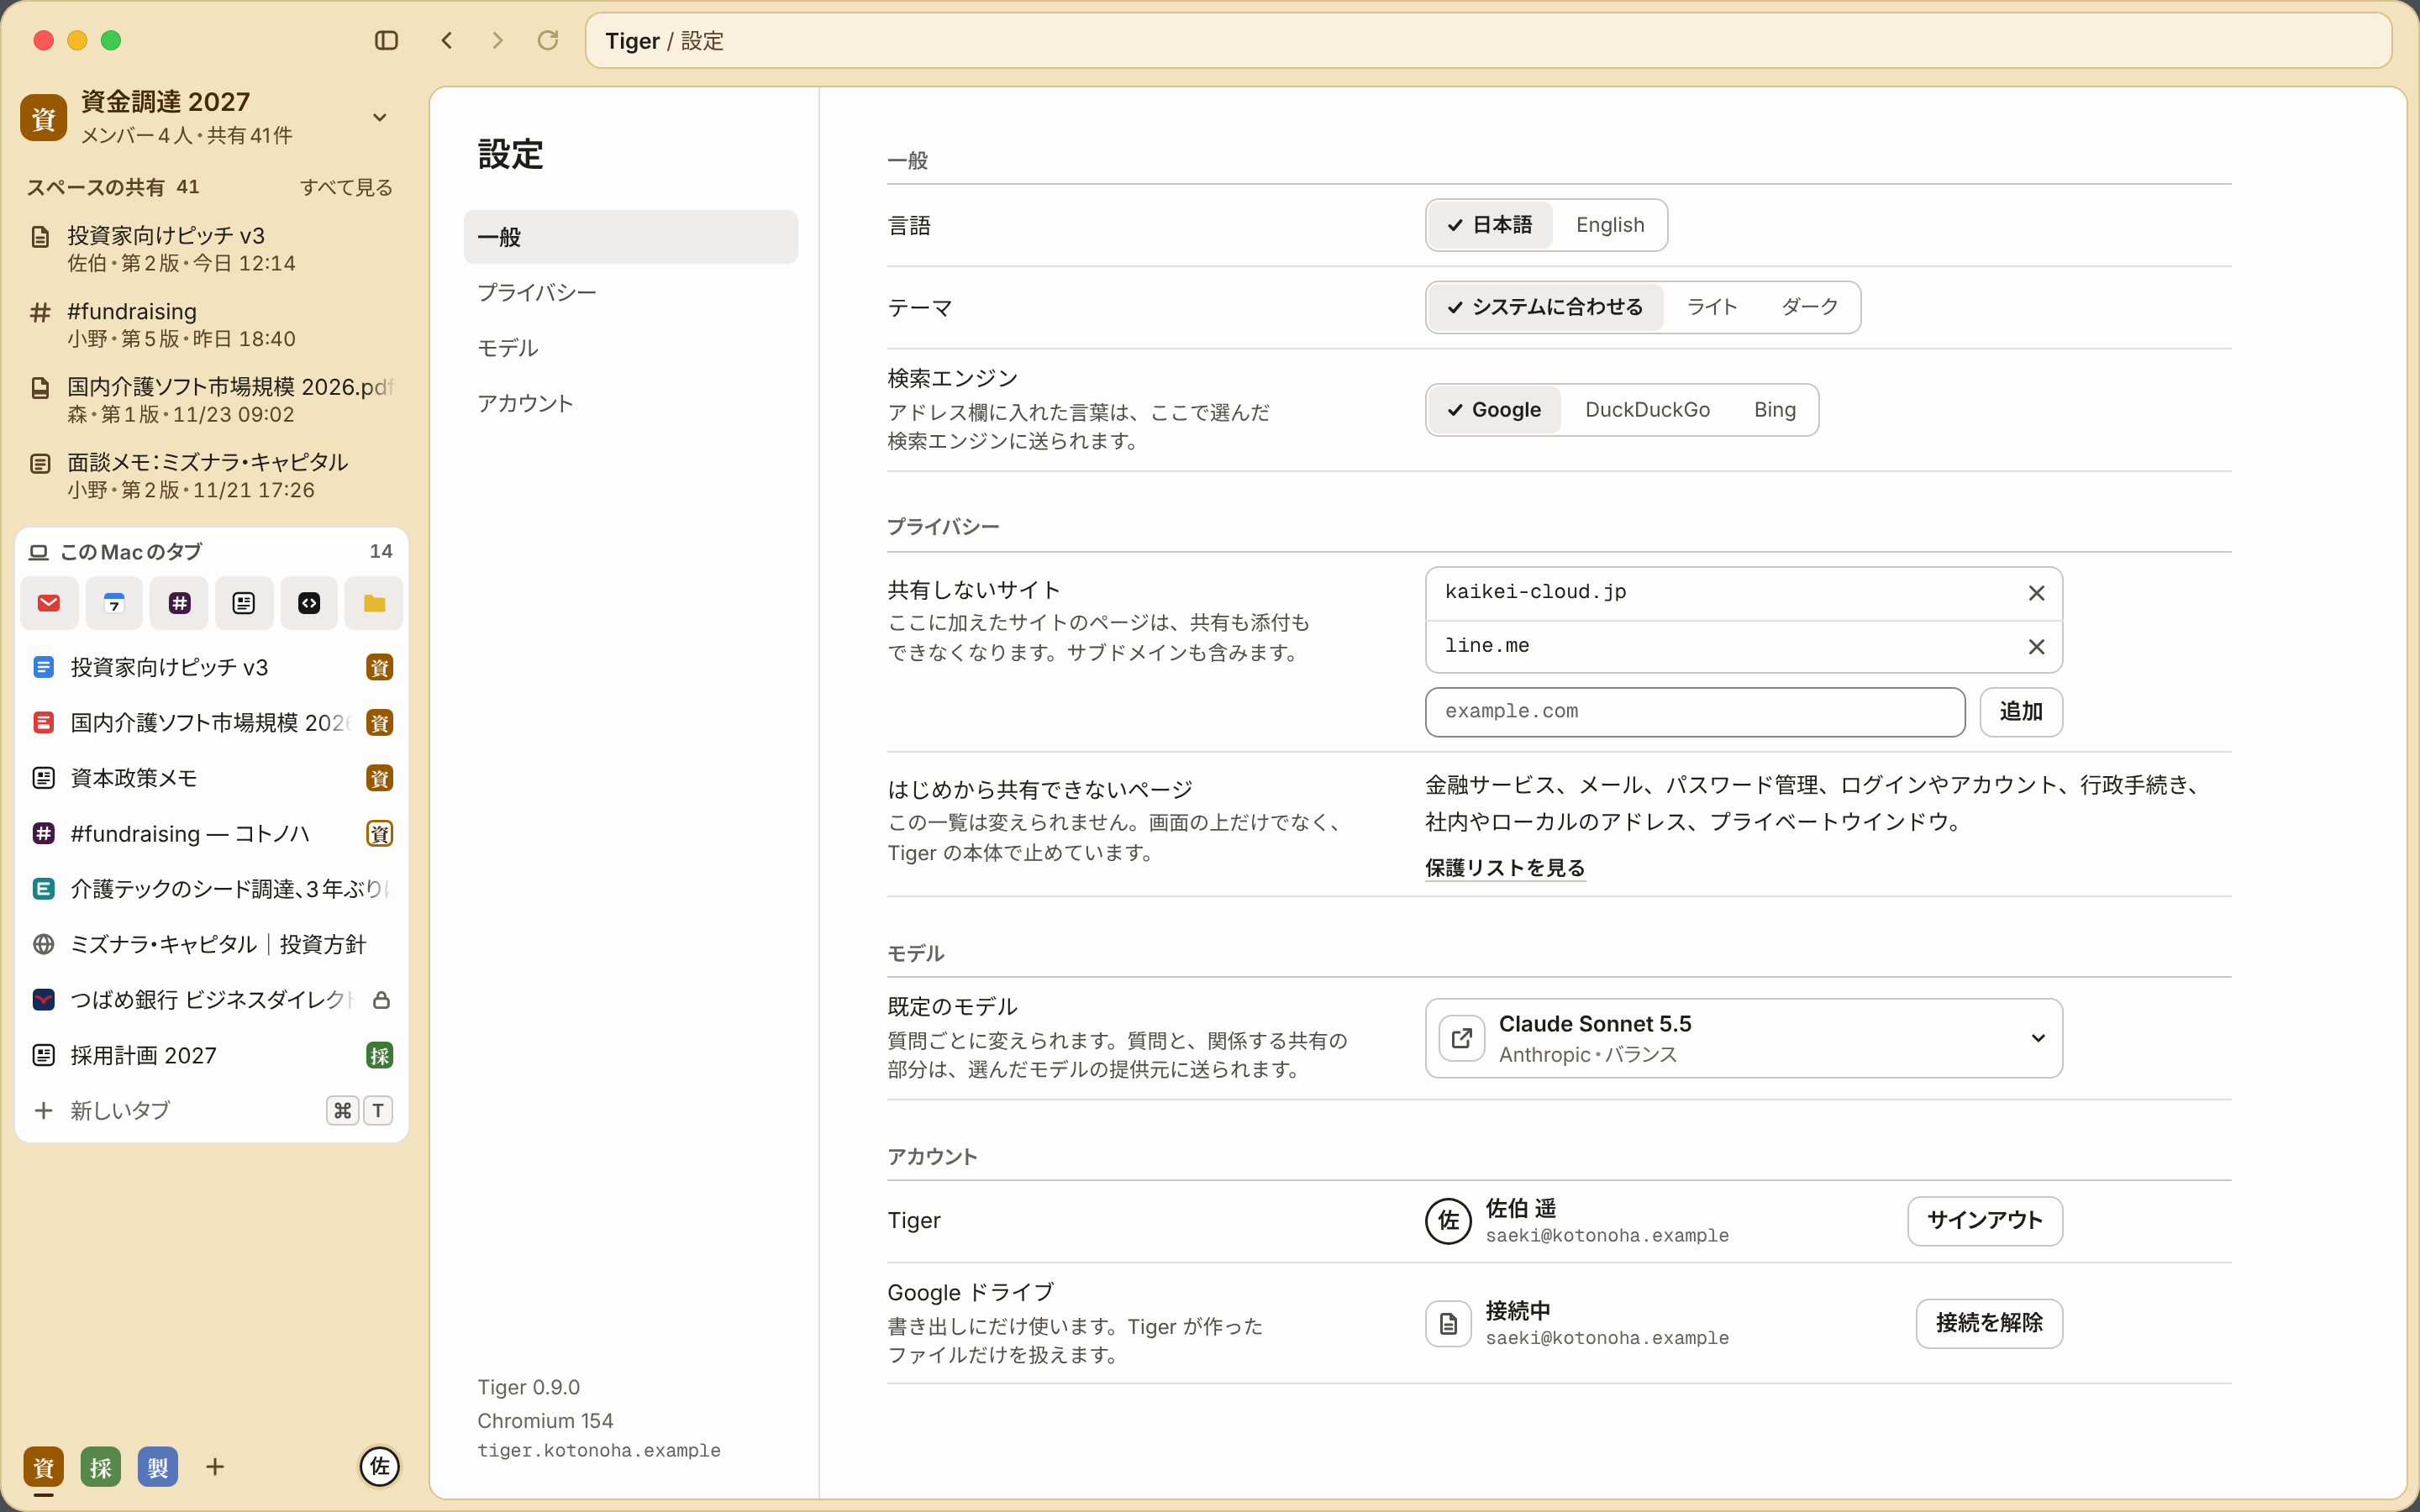 Tiger / 設定
資
資金調達 2027
メンバー4人・共有41件
スペースの共有 41
すべて見る
投資家向けピッチ v3
佐伯・第2版・今日 12:14
#fundraising
小野・第5版・昨日 18:40
国内介護ソフト市場規模 2026.pdf
森・第1版・11/23 09:02
面談メモ：ミズナラ・キャピタル
小野・第2版・11/21 17:26
このMacのタブ
14
7
投資家向けピッチ v3
資
国内介護ソフト市場規模 2026
資
資本政策メモ
資
#fundraising — コトノハ
資
介護テックのシード調達、3年ぶりに
ミズナラ・キャピタル｜投資方針
つばめ銀行 ビジネスダイレクト
採用計画 2027
採
新しいタブ
⌘ T
資
採
製
佐
設定
一般
プライバシー
モデル
アカウント
Tiger 0.9.0
Chromium 154
tiger.kotonoha.example
一般
言語
日本語
English
テーマ
システムに合わせる
ライト
ダーク
検索エンジン
アドレス欄に入れた言葉は、ここで選んだ
検索エンジンに送られます。
Google
DuckDuckGo
Bing
プライバシー
共有しないサイト
ここに加えたサイトのページは、共有も添付も
できなくなります。サブドメインも含みます。
kaikei-cloud.jp
line.me
example.com
追加
はじめから共有できないページ
この一覧は変えられません。画面の上だけでなく、
Tiger の本体で止めています。
金融サービス、メール、パスワード管理、ログインやアカウント、行政手続き、
社内やローカルのアドレス、プライベートウインドウ。
保護リストを見る
モデル
既定のモデル
質問ごとに変えられます。質問と、関係する共有の
部分は、選んだモデルの提供元に送られます。
Claude Sonnet 5.5
Anthropic・バランス
アカウント
Tiger
佐
佐伯 遥
saeki@kotonoha.example
サインアウト
Google ドライブ
書き出しにだけ使います。Tiger が作った
ファイルだけを扱えます。
接続中
saeki@kotonoha.example
接続を解除